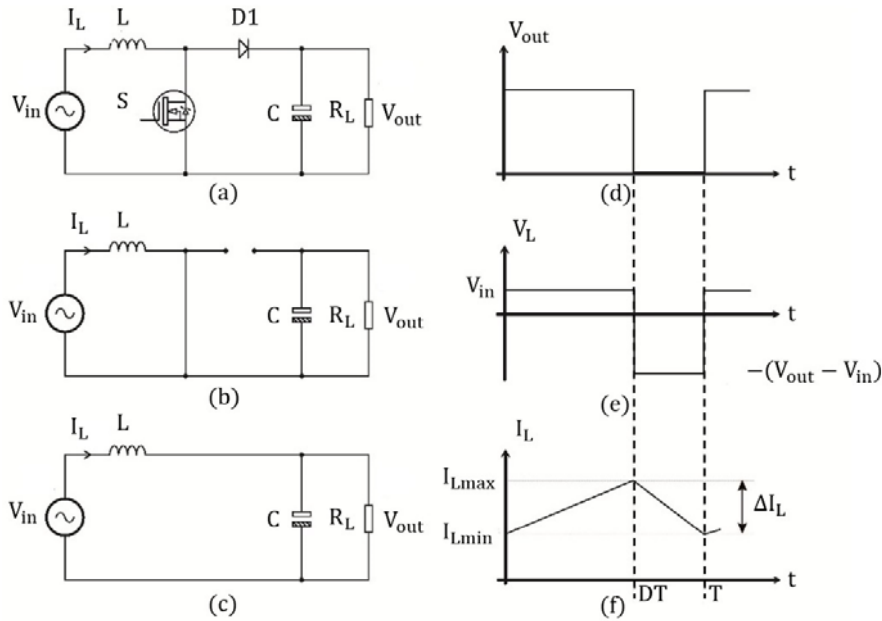 I_L L D1
V_in S C R_L V_out
(a)
I_L L
V_in C R_L V_out
(b)
I_L L
V_in C R_L V_out
(c)
V_out
t
(d)
V_L
V_in
t
−(V_out − V_in)
(e)
I_L
I_Lmax
ΔI_L
I_Lmin
t
DT T
(f)